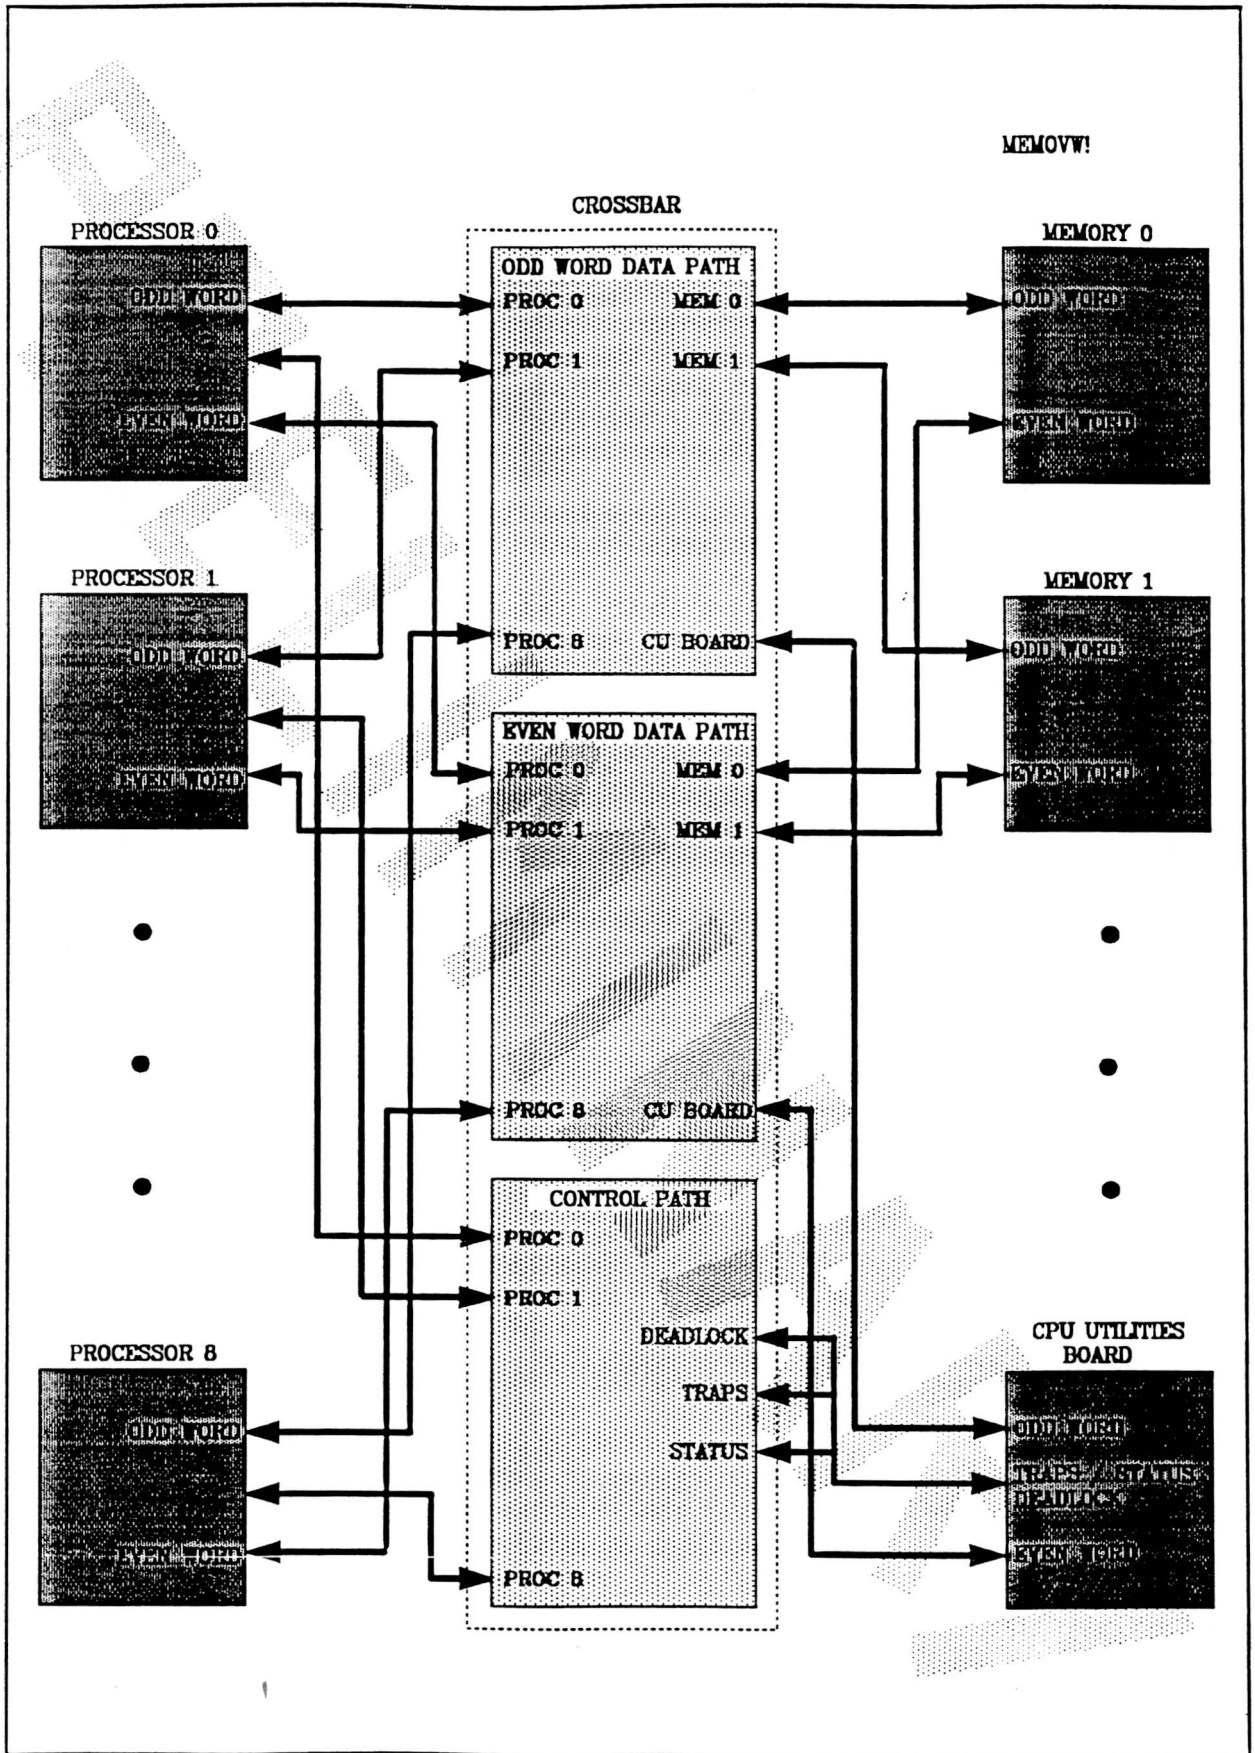 MEMOVW!
CROSSBAR
PROCESSOR 0
ODD WORD
EVEN WORD
PROCESSOR 1
ODD WORD
EVEN WORD
PROCESSOR 8
ODD WORD
EVEN WORD
ODD WORD DATA PATH
PROC 0 MEM 0
PROC 1 MEM 1
PROC 8 CU BOARD
EVEN WORD DATA PATH
PROC 0 MEM 0
PROC 1 MEM 1
PROC 8 CU BOARD
CONTROL PATH
PROC 0
PROC 1
DEADLOCK
TRAPS
STATUS
PROC 8
MEMORY 0
ODD WORD
EVEN WORD
MEMORY 1
ODD WORD
EVEN WORD
CPU UTILITIES
BOARD
ODD WORD
TRAPS STATUS
DEADLOCK
EVEN WORD